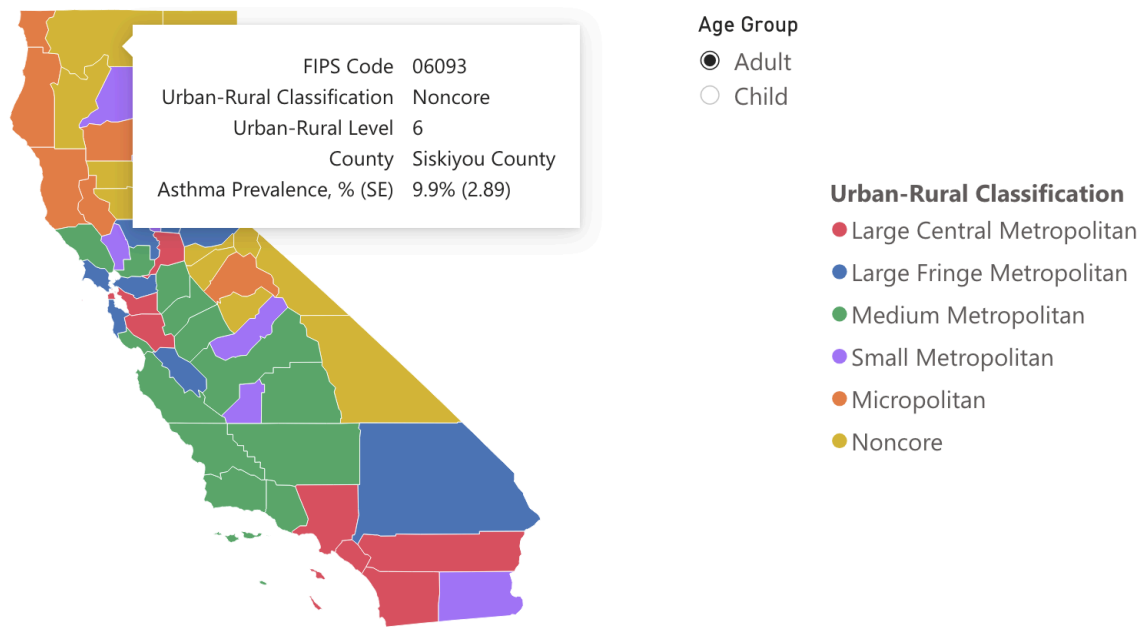 FIPS Code 06093
Urban-Rural Classification Noncore
Urban-Rural Level 6
County Siskiyou County
Asthma Prevalence, % (SE) 9.9% (2.89)
Age Group
Adult
Child
Urban-Rural Classification
Large Central Metropolitan
Large Fringe Metropolitan
Medium Metropolitan
Small Metropolitan
Micropolitan
Noncore